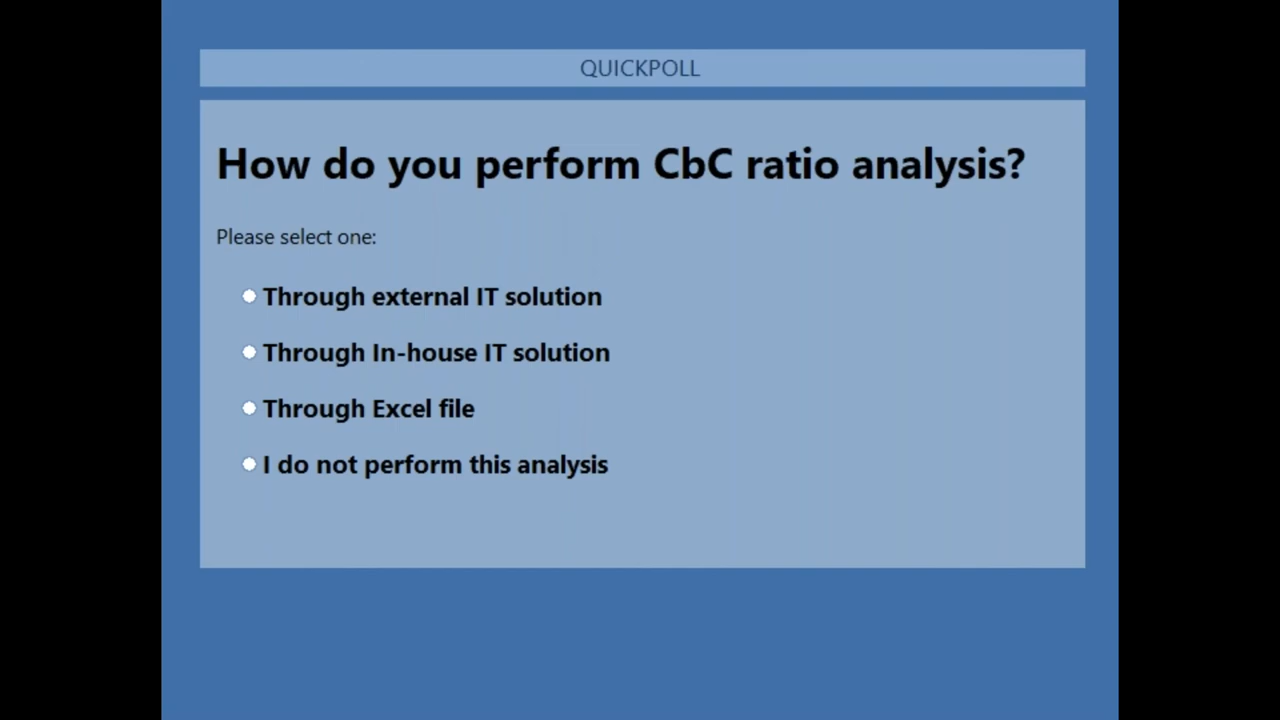 QUICKPOLL
How do you perform CbC ratio analysis?
Please select one:
Through external IT solution
Through In-house IT solution
Through Excel file
I do not perform this analysis